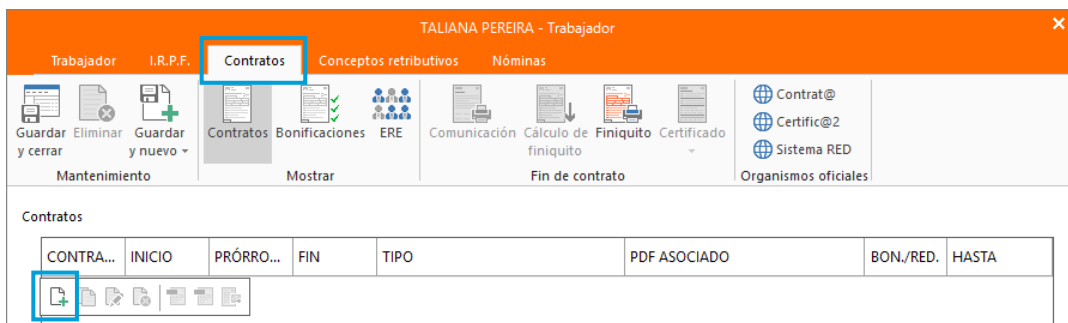 TALIANA PEREIRA - Trabajador
Trabajador I.R.P.F. Contratos Conceptos retributivos Nóminas
Guardar y cerrar
Eliminar
Guardar y nuevo
Contratos
Bonificaciones
ERE
Comunicación
Cálculo de finiquito
Finiquito
Certificado
Contrat@
Certific@2
Sistema RED
Mantenimiento Mostrar Fin de contrato Organismos oficiales
Contratos
CONTRA... INICIO PRÓRRO... FIN TIPO PDF ASOCIADO BON./RED. HASTA